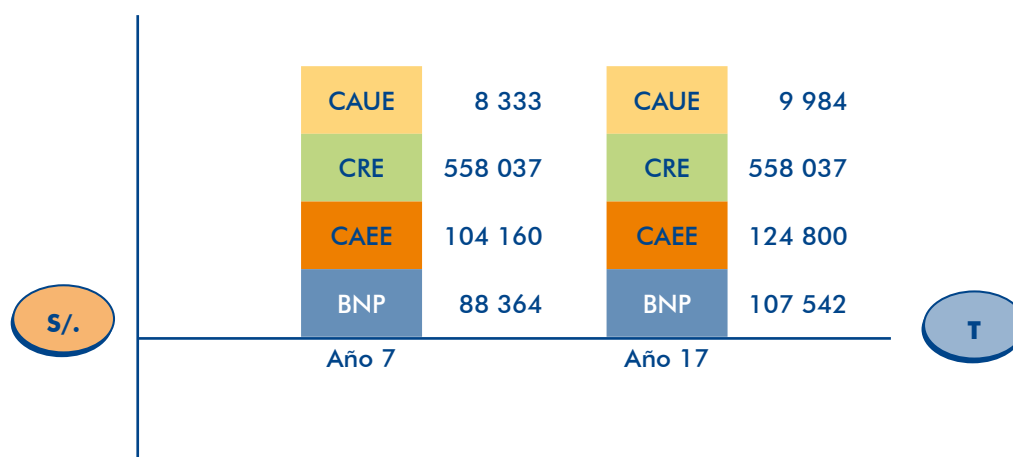 CAUE 8 333 CAUE 9 984
CRE 558 037 CRE 558 037
CAEE 104 160 CAEE 124 800
BNP 88 364 BNP 107 542
S/. T
Año 7 Año 17